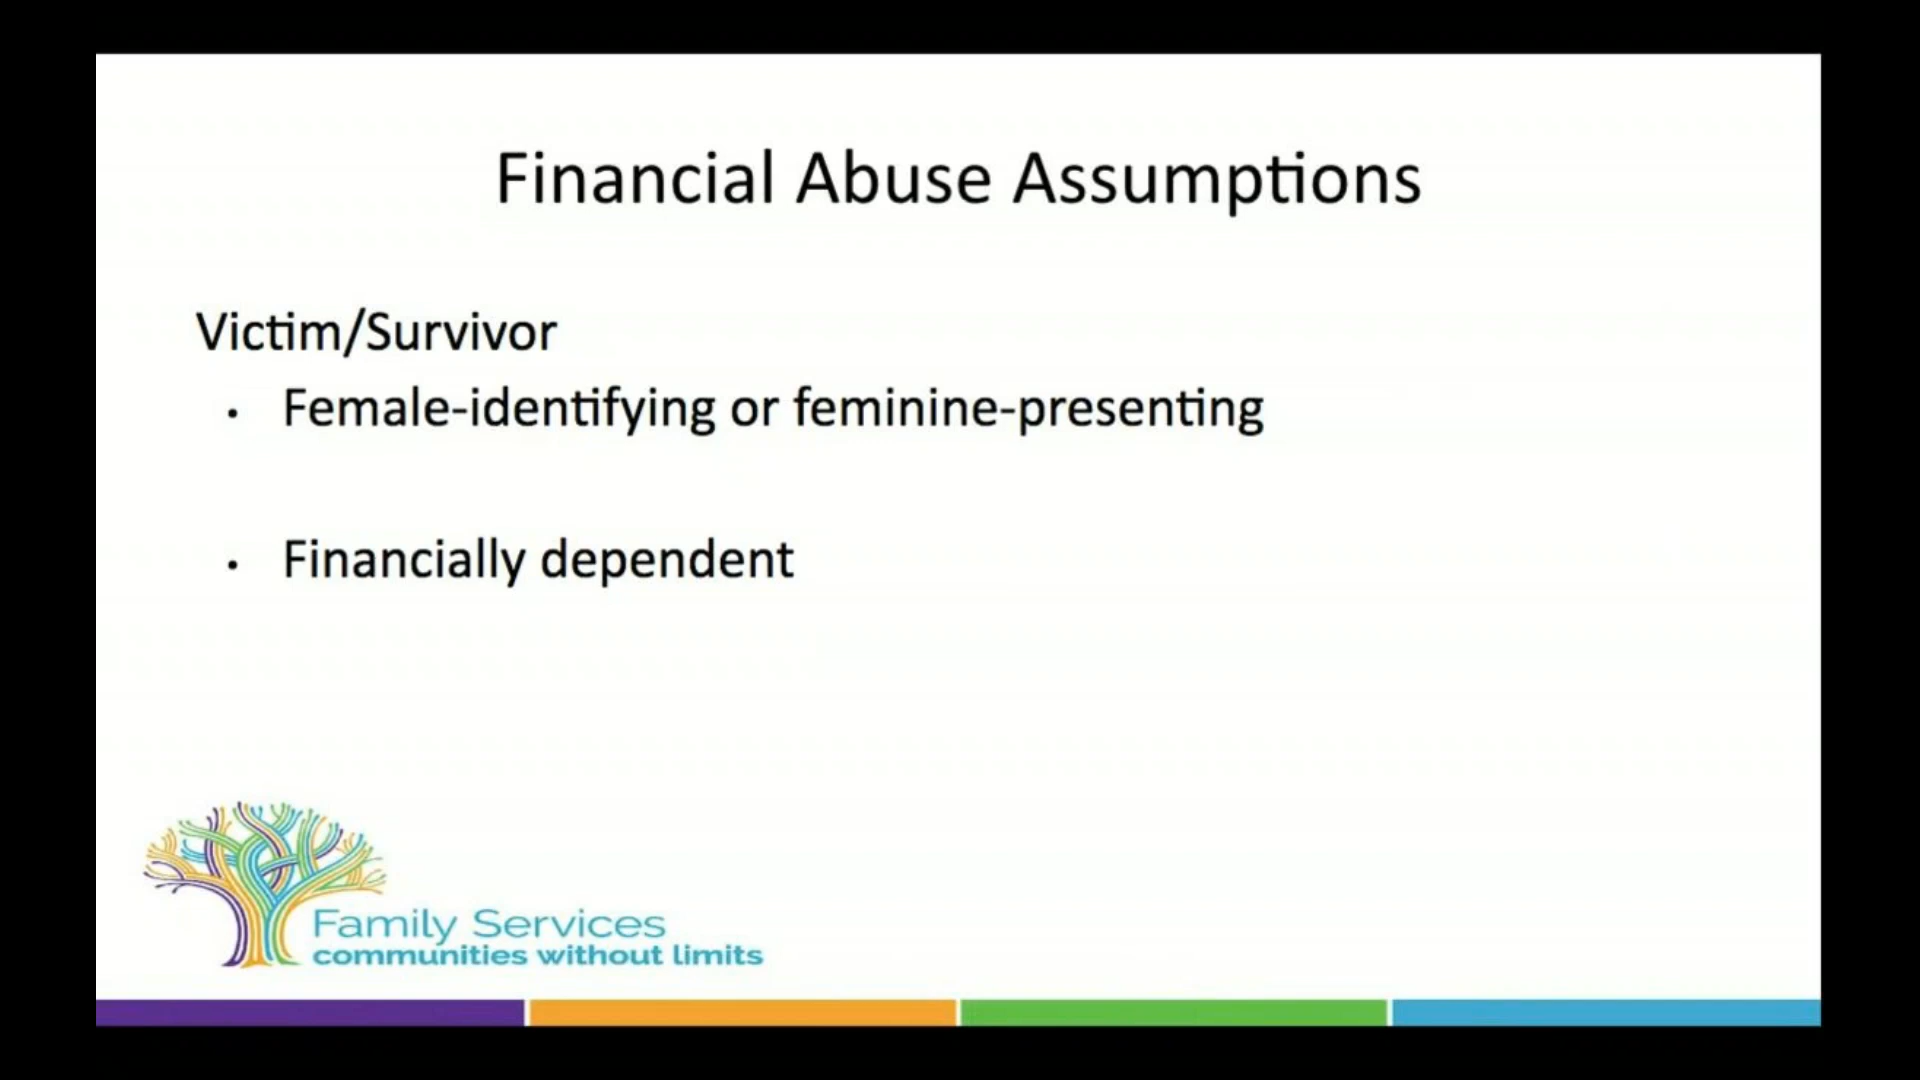 Financial Abuse Assumptions
Victim/Survivor
• Female-identifying or feminine-presenting
• Financially dependent
Family Services
communities without limits